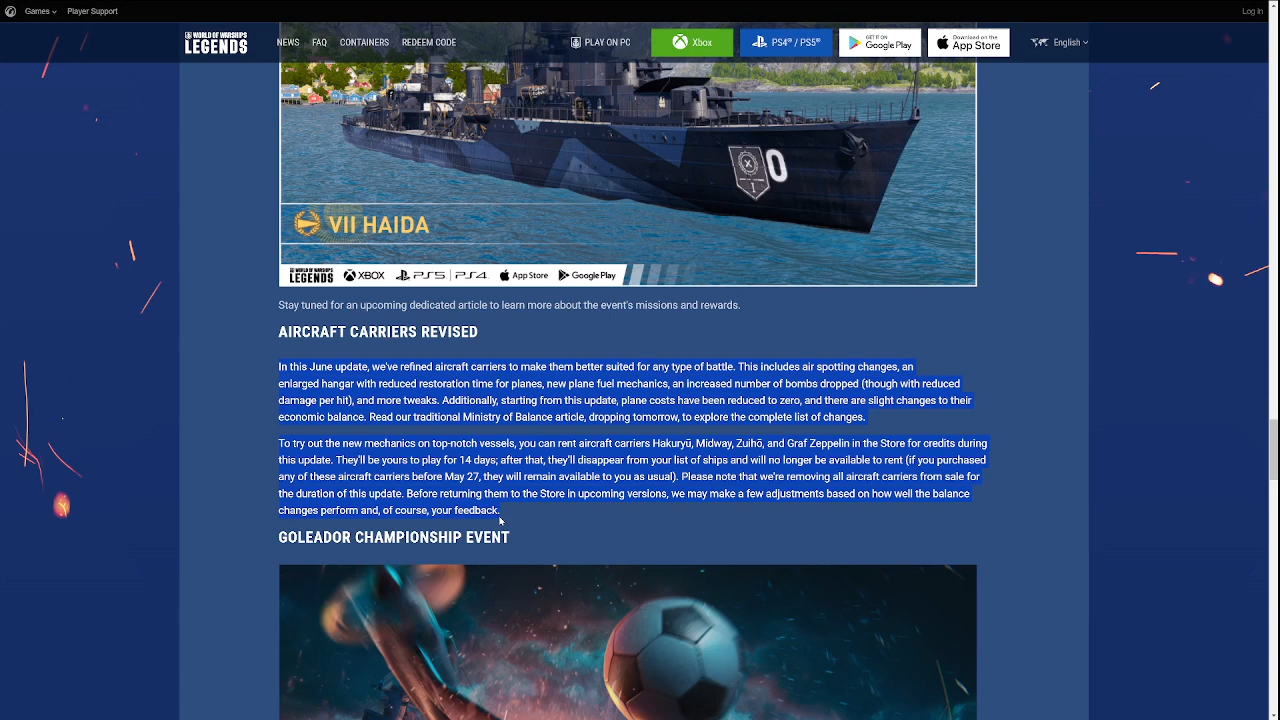 Games
Player Support
Log in
WORLD OF WARSHIPS
LEGENDS
NEWS
FAQ
CONTAINERS
REDEEM CODE
PLAY ON PC
Xbox
PS4® / PS5®
GET IT ON
Google Play
Download on the
App Store
English
0
I
VII HAIDA
WORLD OF WARSHIPS
LEGENDS
XBOX
PS5 | PS4
App Store
Google Play
Stay tuned for an upcoming dedicated article to learn more about the event's missions and rewards.
AIRCRAFT CARRIERS REVISED
In this June update, we've refined aircraft carriers to make them better suited for any type of battle. This includes air spotting changes, an
enlarged hangar with reduced restoration time for planes, new plane fuel mechanics, an increased number of bombs dropped (though with reduced
damage per hit), and more tweaks. Additionally, starting from this update, plane costs have been reduced to zero, and there are slight changes to their
economic balance. Read our traditional Ministry of Balance article, dropping tomorrow, to explore the complete list of changes.
To try out the new mechanics on top-notch vessels, you can rent aircraft carriers Hakuryū, Midway, Zuihō, and Graf Zeppelin in the Store for credits during
this update. They'll be yours to play for 14 days; after that, they'll disappear from your list of ships and will no longer be available to rent (if you purchased
any of these aircraft carriers before May 27, they will remain available to you as usual). Please note that we're removing all aircraft carriers from sale for
the duration of this update. Before returning them to the Store in upcoming versions, we may make a few adjustments based on how well the balance
changes perform and, of course, your feedback.
GOLEADOR CHAMPIONSHIP EVENT